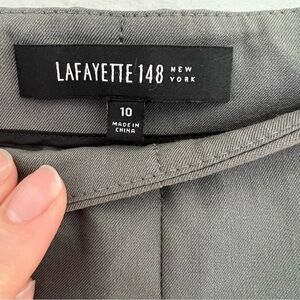 LAFAYETTE 148 NEW YORK
10
MADE IN
CHINA